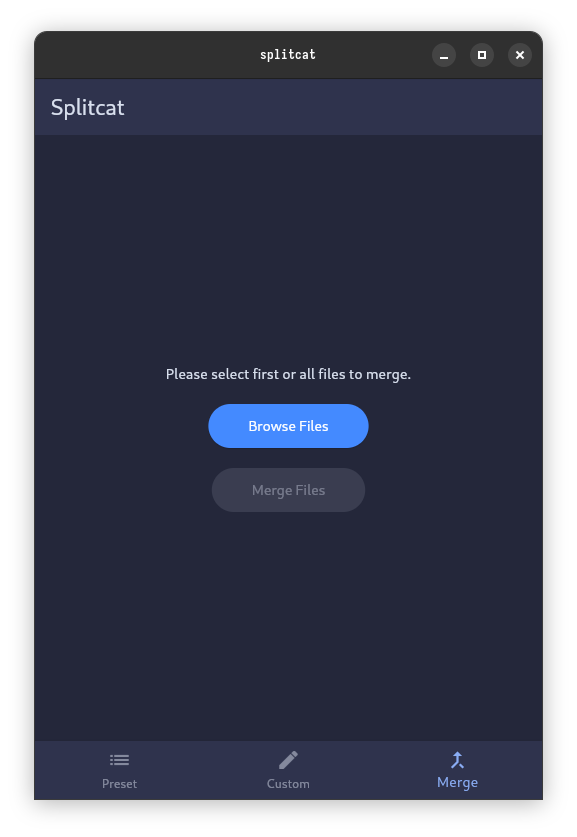 splitcat
Splitcat
Please select first or all files to merge.
Browse Files
Merge Files
Preset
Custom
Merge